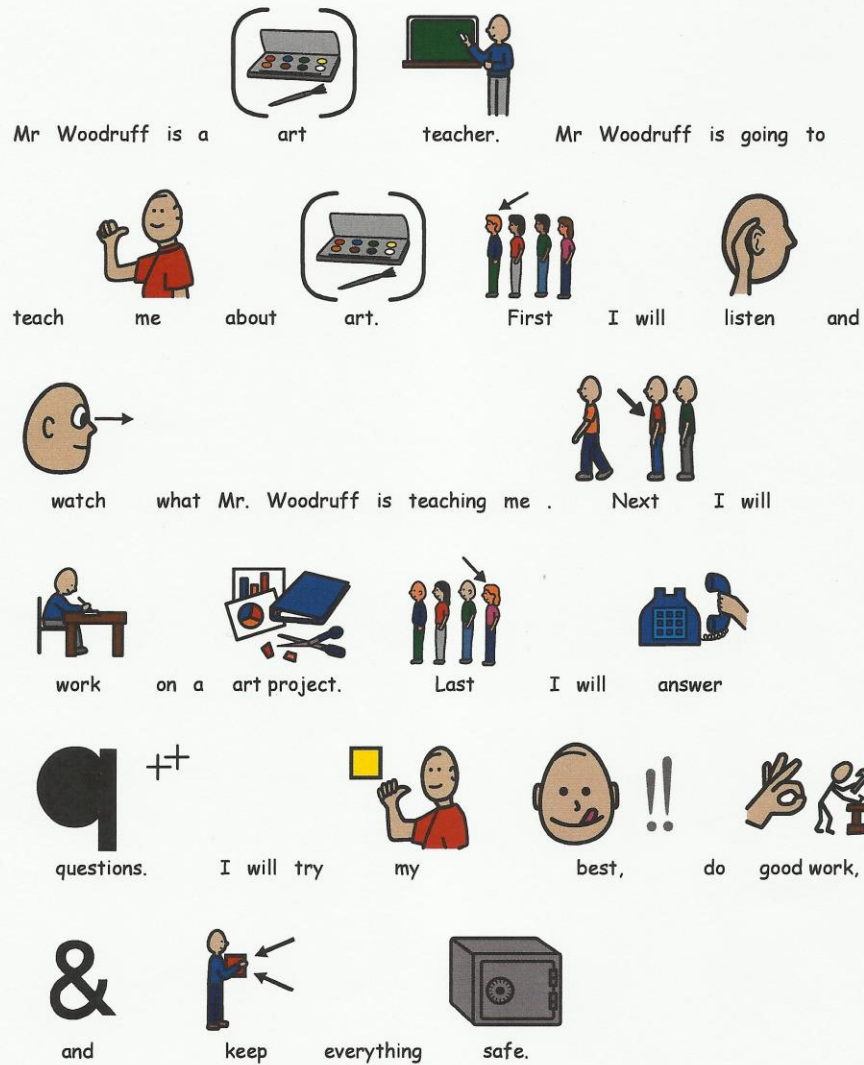 Mr Woodruff is a art teacher. Mr Woodruff is going to
teach me about art. First I will listen and
watch what Mr. Woodruff is teaching me . Next I will
work on a art project. Last I will answer
q ++
questions. I will try my best, do good work,
&
and keep everything safe.